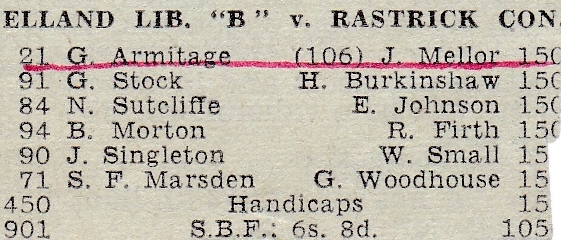 ELLAND LIB. "B" v. RASTRICK CON.
21 G. Armitage (106) J. Mellor 150
91 G. Stock H. Burkinshaw 150
84 N. Sutcliffe E. Johnson 150
94 B. Morton R. Firth 150
90 J. Singleton W. Small 15
71 S. F. Marsden G. Woodhouse 15
450 Handicaps 15
901 S.B.F.: 6s. 8d. 105